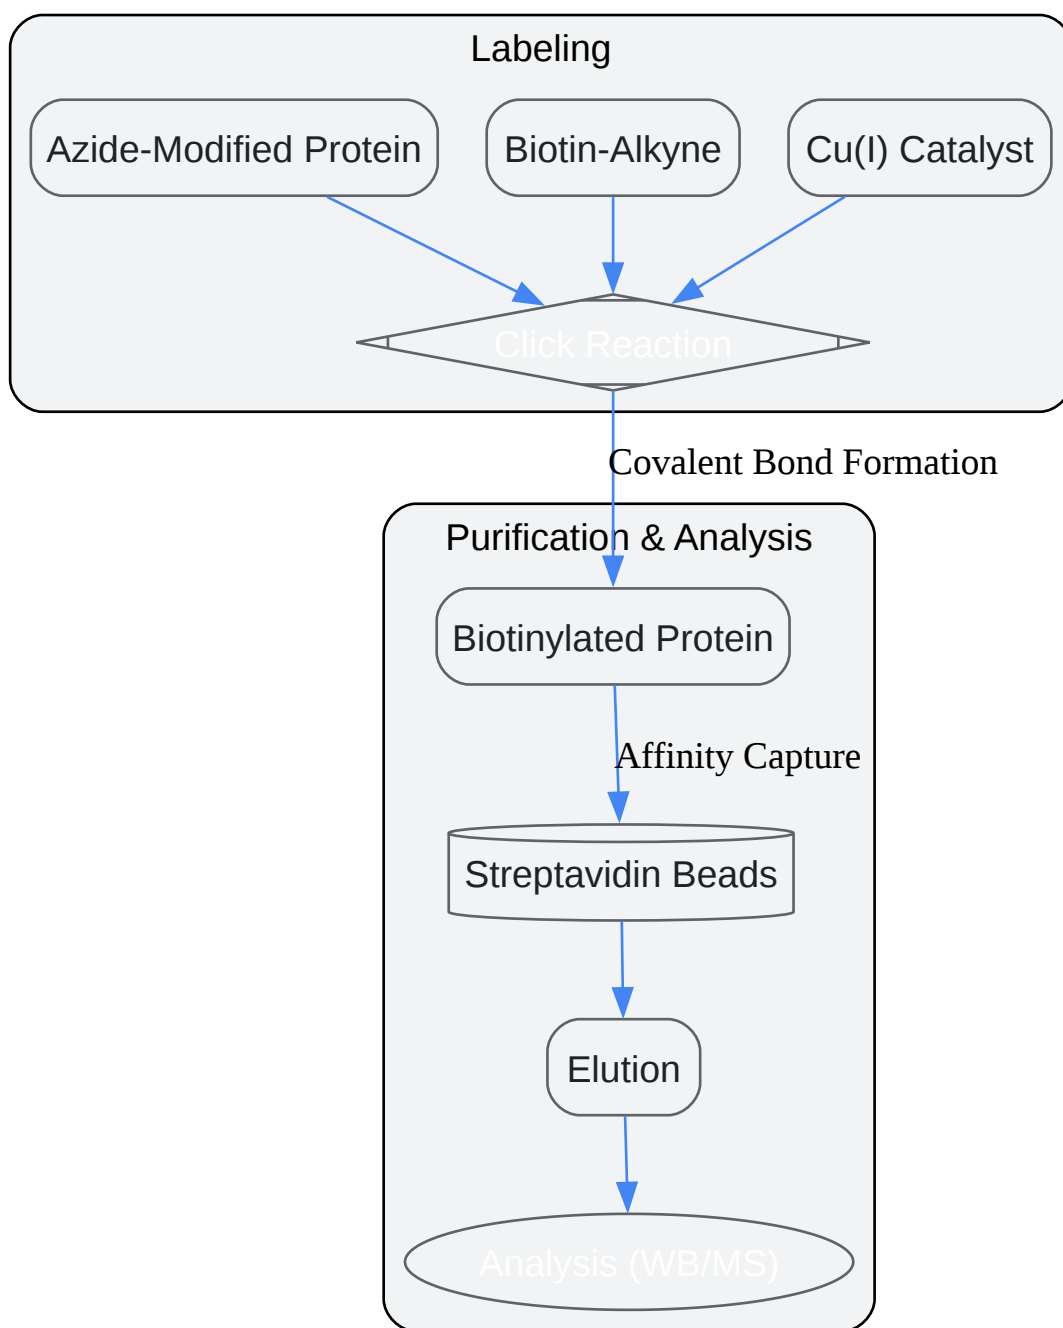 Labeling
Azide-Modified Protein
Biotin-Alkyne
Cu(I) Catalyst
Click Reaction
Covalent Bond Formation
Purification & Analysis
Biotinylated Protein
Affinity Capture
Streptavidin Beads
Elution
Analysis (WB/MS)